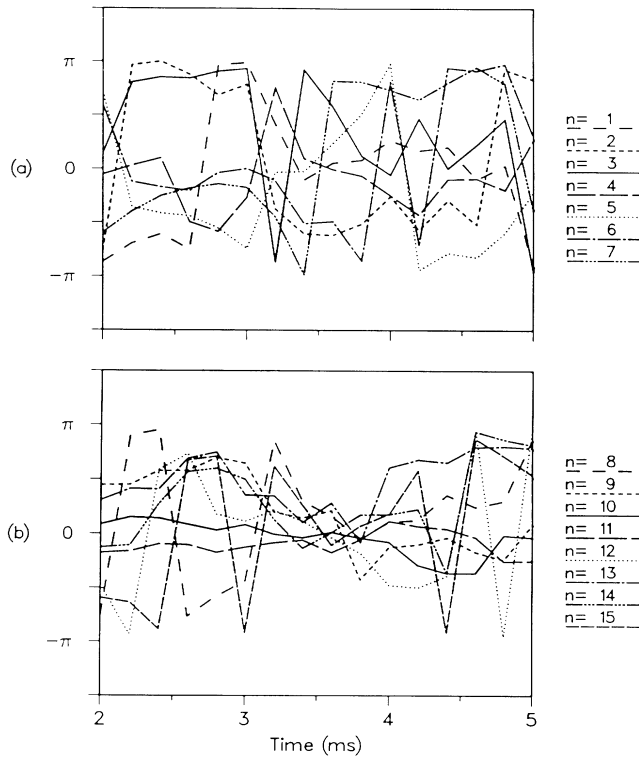 π
(a)
0
−π
n= 1
n= 2
n= 3
n= 4
n= 5
n= 6
n= 7
π
(b)
0
−π
n= 8
n= 9
n= 10
n= 11
n= 12
n= 13
n= 14
n= 15
2 3 4 5
Time (ms)